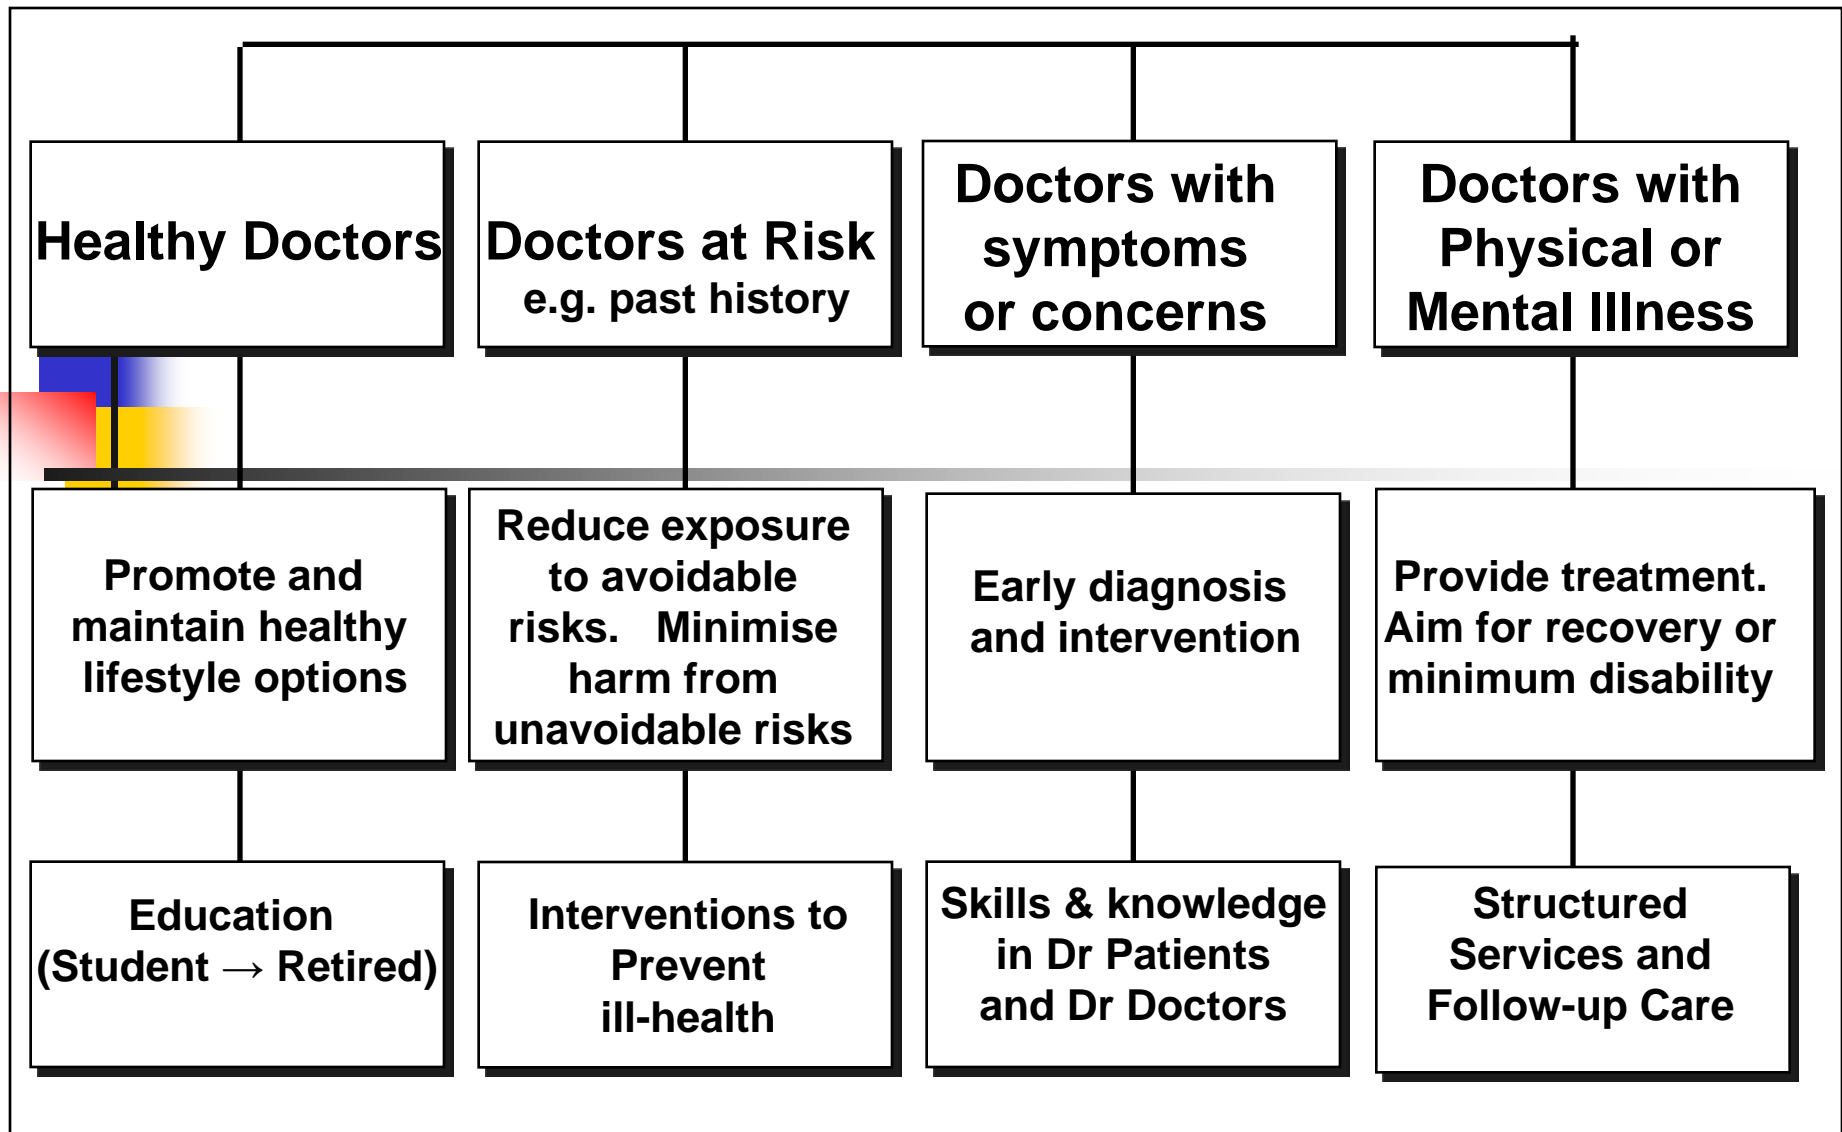 Healthy Doctors
Doctors at Risk
e.g. past history
Doctors with
symptoms
or concerns
Doctors with
Physical or
Mental Illness
Promote and
maintain healthy
lifestyle options
Reduce exposure
to avoidable
risks.   Minimise
harm from
unavoidable risks
Early diagnosis
and intervention
Provide treatment.
Aim for recovery or
minimum disability
Education
(Student → Retired)
Interventions to
Prevent
ill-health
Skills & knowledge
in Dr Patients
and Dr Doctors
Structured
Services and
Follow-up Care